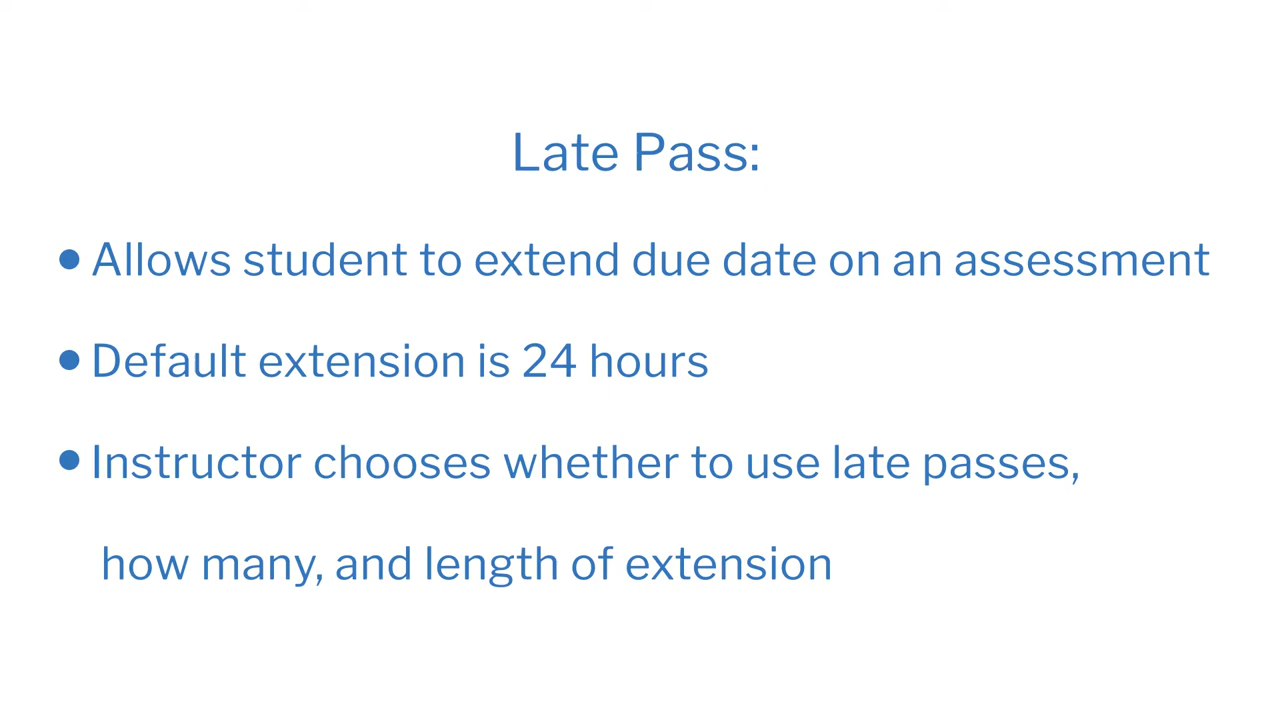 Late Pass:
• Allows student to extend due date on an assessment
• Default extension is 24 hours
• Instructor chooses whether to use late passes,
how many, and length of extension